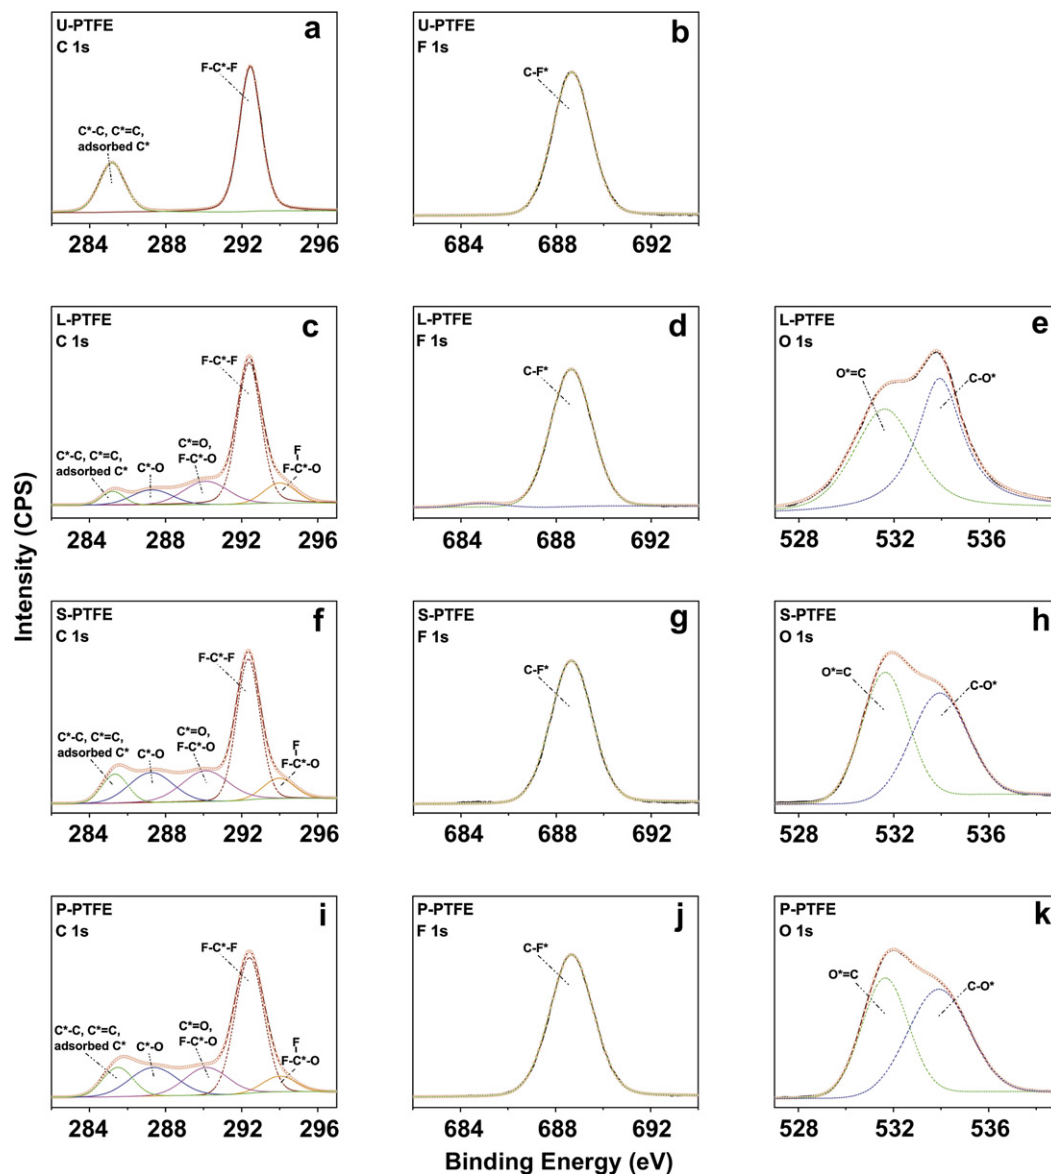 U-PTFE
C 1s
a
F-C*-F
C*-C, C*=C,
adsorbed C*
284 288 292 296
U-PTFE
F 1s
b
C-F*
684 688 692
L-PTFE
C 1s
c
F-C*-F
C*=O,
F-C*-O
C*-C, C*=C,
adsorbed C*
C*-O
F
F-C*-O
284 288 292 296
L-PTFE
F 1s
d
C-F*
684 688 692
L-PTFE
O 1s
e
O*=C
C-O*
528 532 536
S-PTFE
C 1s
f
F-C*-F
C*-C, C*=C,
adsorbed C*
C*-O
C*=O,
F-C*-O
F
F-C*-O
284 288 292 296
S-PTFE
F 1s
g
C-F*
684 688 692
S-PTFE
O 1s
h
O*=C
C-O*
528 532 536
P-PTFE
C 1s
i
F-C*-F
C*-C, C*=C,
adsorbed C*
C*-O
C*=O,
F-C*-O
F
F-C*-O
284 288 292 296
P-PTFE
F 1s
j
C-F*
684 688 692
P-PTFE
O 1s
k
O*=C
C-O*
528 532 536
Intensity (CPS)
Binding Energy (eV)